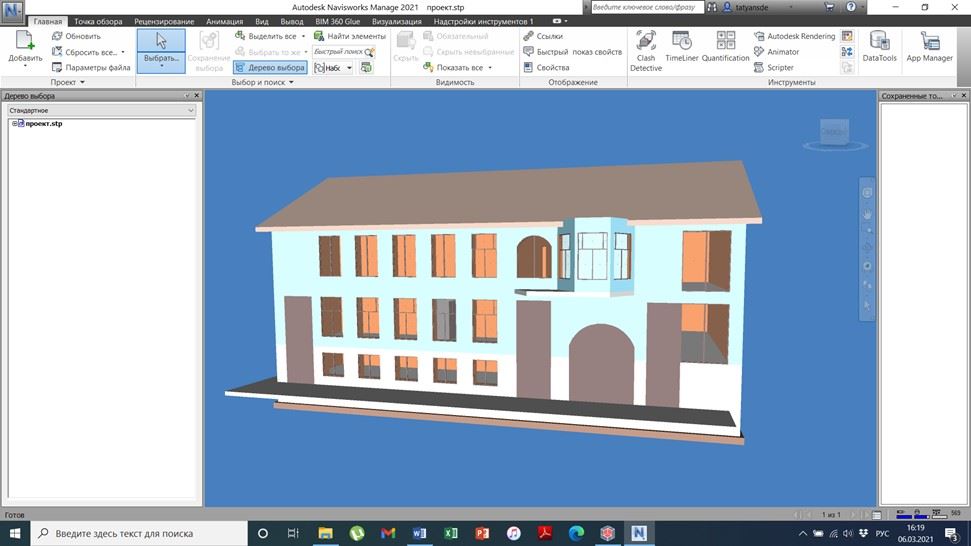 Autodesk Navisworks Manage 2021 проект.stp
Введите ключевое слово/фразу
tatyansde
Главная Точка обзора Рецензирование Анимация Вид Вывод BIM 360 Glue Визуализация Надстройки инструментов 1
Добавить
Обновить
Сбросить все..
Параметры файла
Проект
Выбрать..
Сохранение выбора
Выделить все
Выбрать то же
Дерево выбора
Найти элементы
Быстрый поиск
Выбор и поиск
Скрыть
Обязательный
Скрыть невыбранные
Показать все
Видимость
Ссылки
Быстрый показ свойств
Свойства
Отображение
Clash Detective
TimeLiner
Quantification
Autodesk Rendering
Animator
Scripter
Инструменты
DataTools
App Manager
Дерево выбора
Стандартное
проект.stp
Сохраненные то...
Готов
1 из 1
569
Введите здесь текст для поиска
РУС
16:19
06.03.2021
3